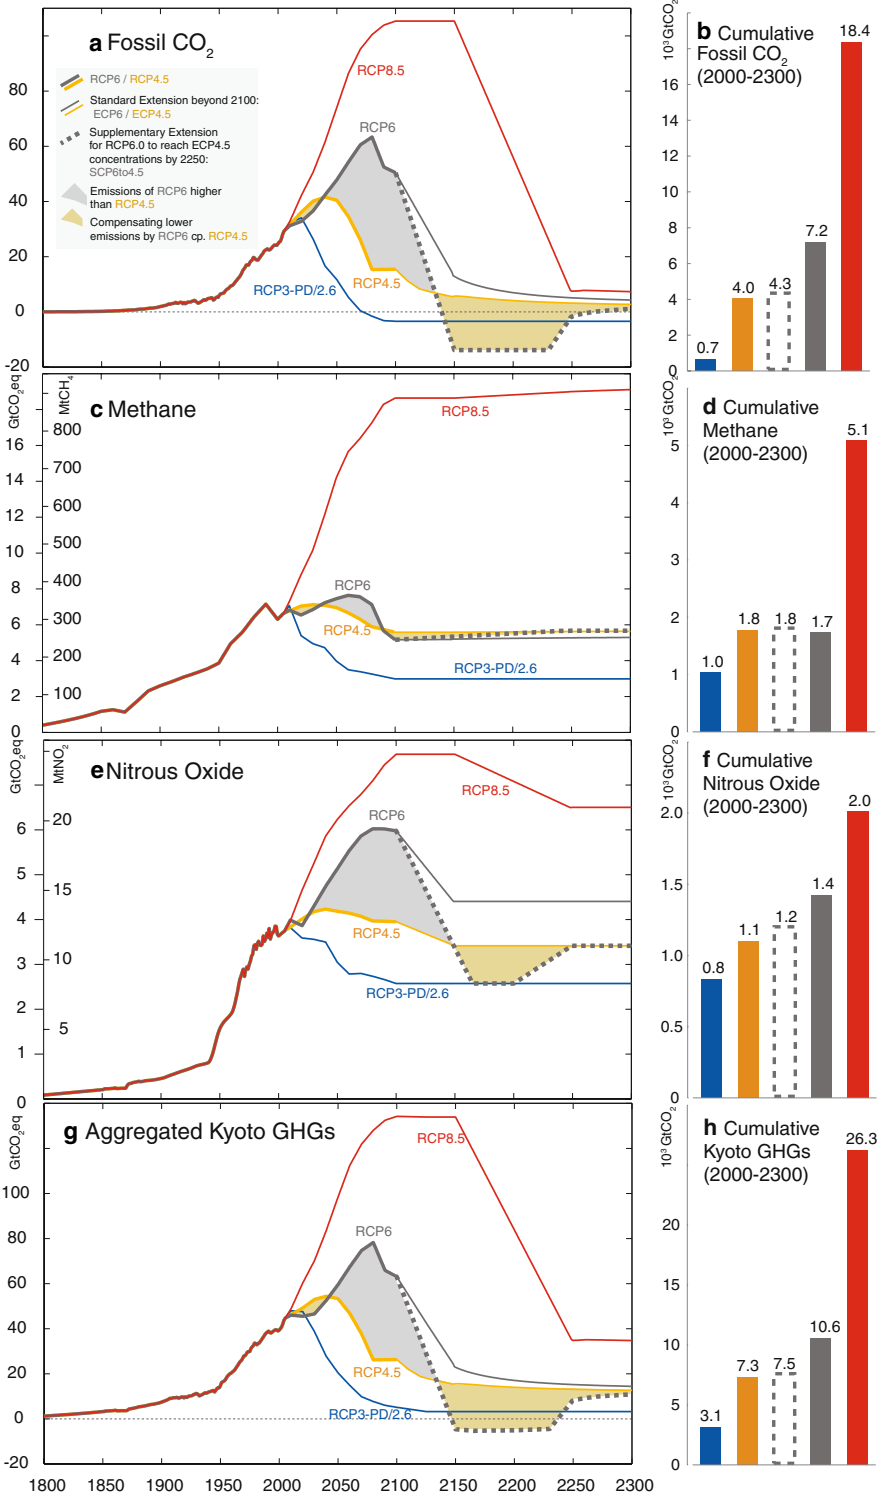 a Fossil CO2
RCP6 / RCP4.5
Standard Extension beyond 2100:
ECP6 / ECP4.5
Supplementary Extension
for RCP6.0 to reach ECP4.5
concentrations by 2250:
SCP6to4.5
Emissions of RCP6 higher
than RCP4.5
Compensating lower
emissions by RCP6 cp. RCP4.5
RCP8.5
RCP6
RCP4.5
RCP3-PD/2.6
80
60
40
20
0
-20
b Cumulative
Fossil CO2
(2000-2300)
10³ GtCO2
18
16
14
12
10
8
6
4
2
0
0.7
4.0
4.3
7.2
18.4
c Methane
GtCO2eq
MtCH4
16
14
12
10
8
6
4
2
0
800
700
600
500
400
300
200
100
RCP8.5
RCP6
RCP4.5
RCP3-PD/2.6
d Cumulative
Methane
(2000-2300)
10³ GtCO2
5
4
3
2
1
0
1.0
1.8
1.8
1.7
5.1
e Nitrous Oxide
GtCO2eq
MtNO2
6
5
4
3
2
1
0
20
15
10
5
RCP8.5
RCP6
RCP4.5
RCP3-PD/2.6
f Cumulative
Nitrous Oxide
(2000-2300)
10³ GtCO2
2.0
1.5
1.0
0.5
0
0.8
1.1
1.2
1.4
2.0
g Aggregated Kyoto GHGs
GtCO2eq
100
80
60
40
20
0
-20
RCP8.5
RCP6
RCP4.5
RCP3-PD/2.6
1800 1850 1900 1950 2000 2050 2100 2150 2200 2250 2300
h Cumulative
Kyoto GHGs
(2000-2300)
10³ GtCO2
20
15
10
5
0
3.1
7.3
7.5
10.6
26.3